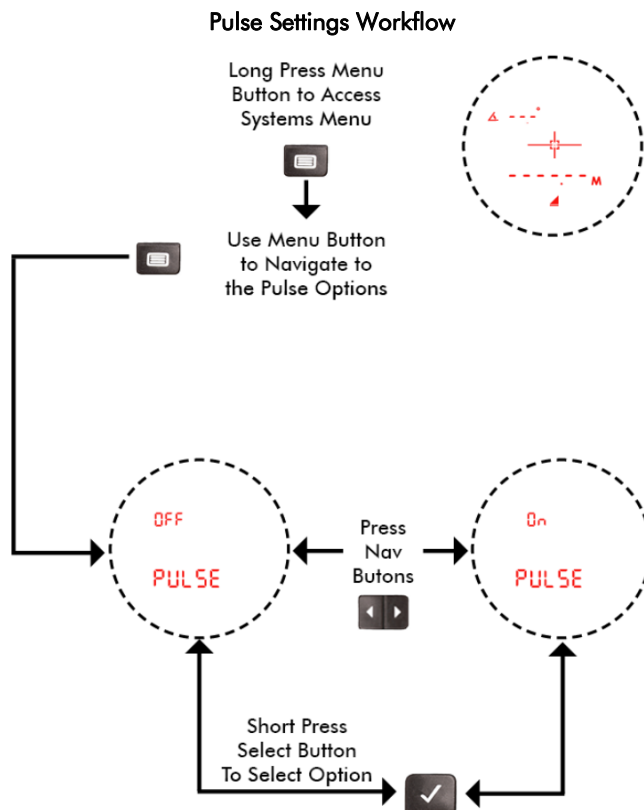 Pulse Settings Workflow
Long Press Menu
Button to Access
Systems Menu
M
Use Menu Button
to Navigate to
the Pulse Options
OFF
PULSE
Press
Nav
Butons
On
PULSE
Short Press
Select Button
To Select Option